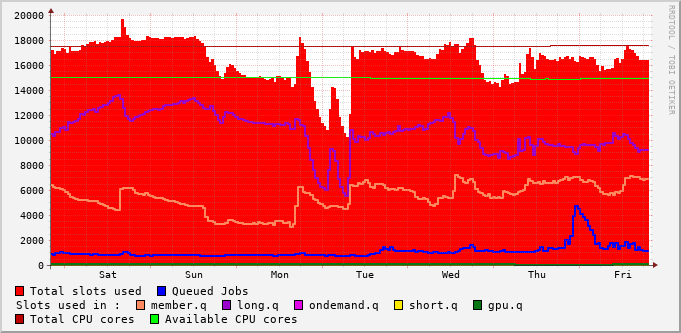 20000
18000
16000
14000
12000
10000
8000
6000
4000
2000
0
Sat Sun Mon Tue Wed Thu Fri
RRDTOOL / TOBI OETIKER
Total slots used Queued Jobs
Slots used in : member.q long.q ondemand.q short.q gpu.q
Total CPU cores Available CPU cores